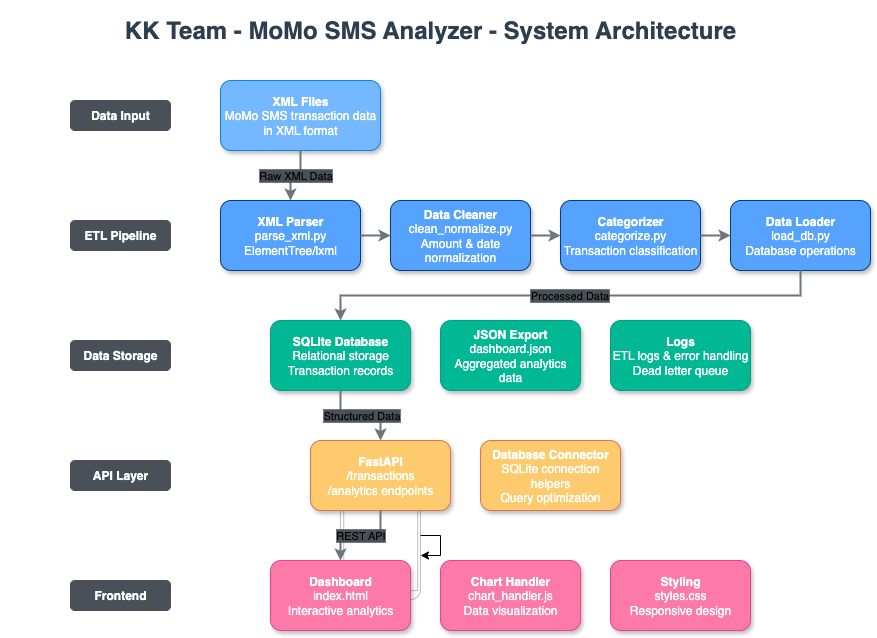 KK Team - MoMo SMS Analyzer - System Architecture
Data Input
XML Files
MoMo SMS transaction data
in XML format
Raw XML Data
ETL Pipeline
XML Parser
parse_xml.py
ElementTree/lxml
Data Cleaner
clean_normalize.py
Amount & date
normalization
Categorizer
categorize.py
Transaction classification
Data Loader
load_db.py
Database operations
Processed Data
Data Storage
SQLite Database
Relational storage
Transaction records
JSON Export
dashboard.json
Aggregated analytics
data
Logs
ETL logs & error handling
Dead letter queue
Structured Data
API Layer
FastAPI
/transactions
/analytics endpoints
Database Connector
SQLite connection
helpers
Query optimization
REST API
Frontend
Dashboard
index.html
Interactive analytics
Chart Handler
chart_handler.js
Data visualization
Styling
styles.css
Responsive design